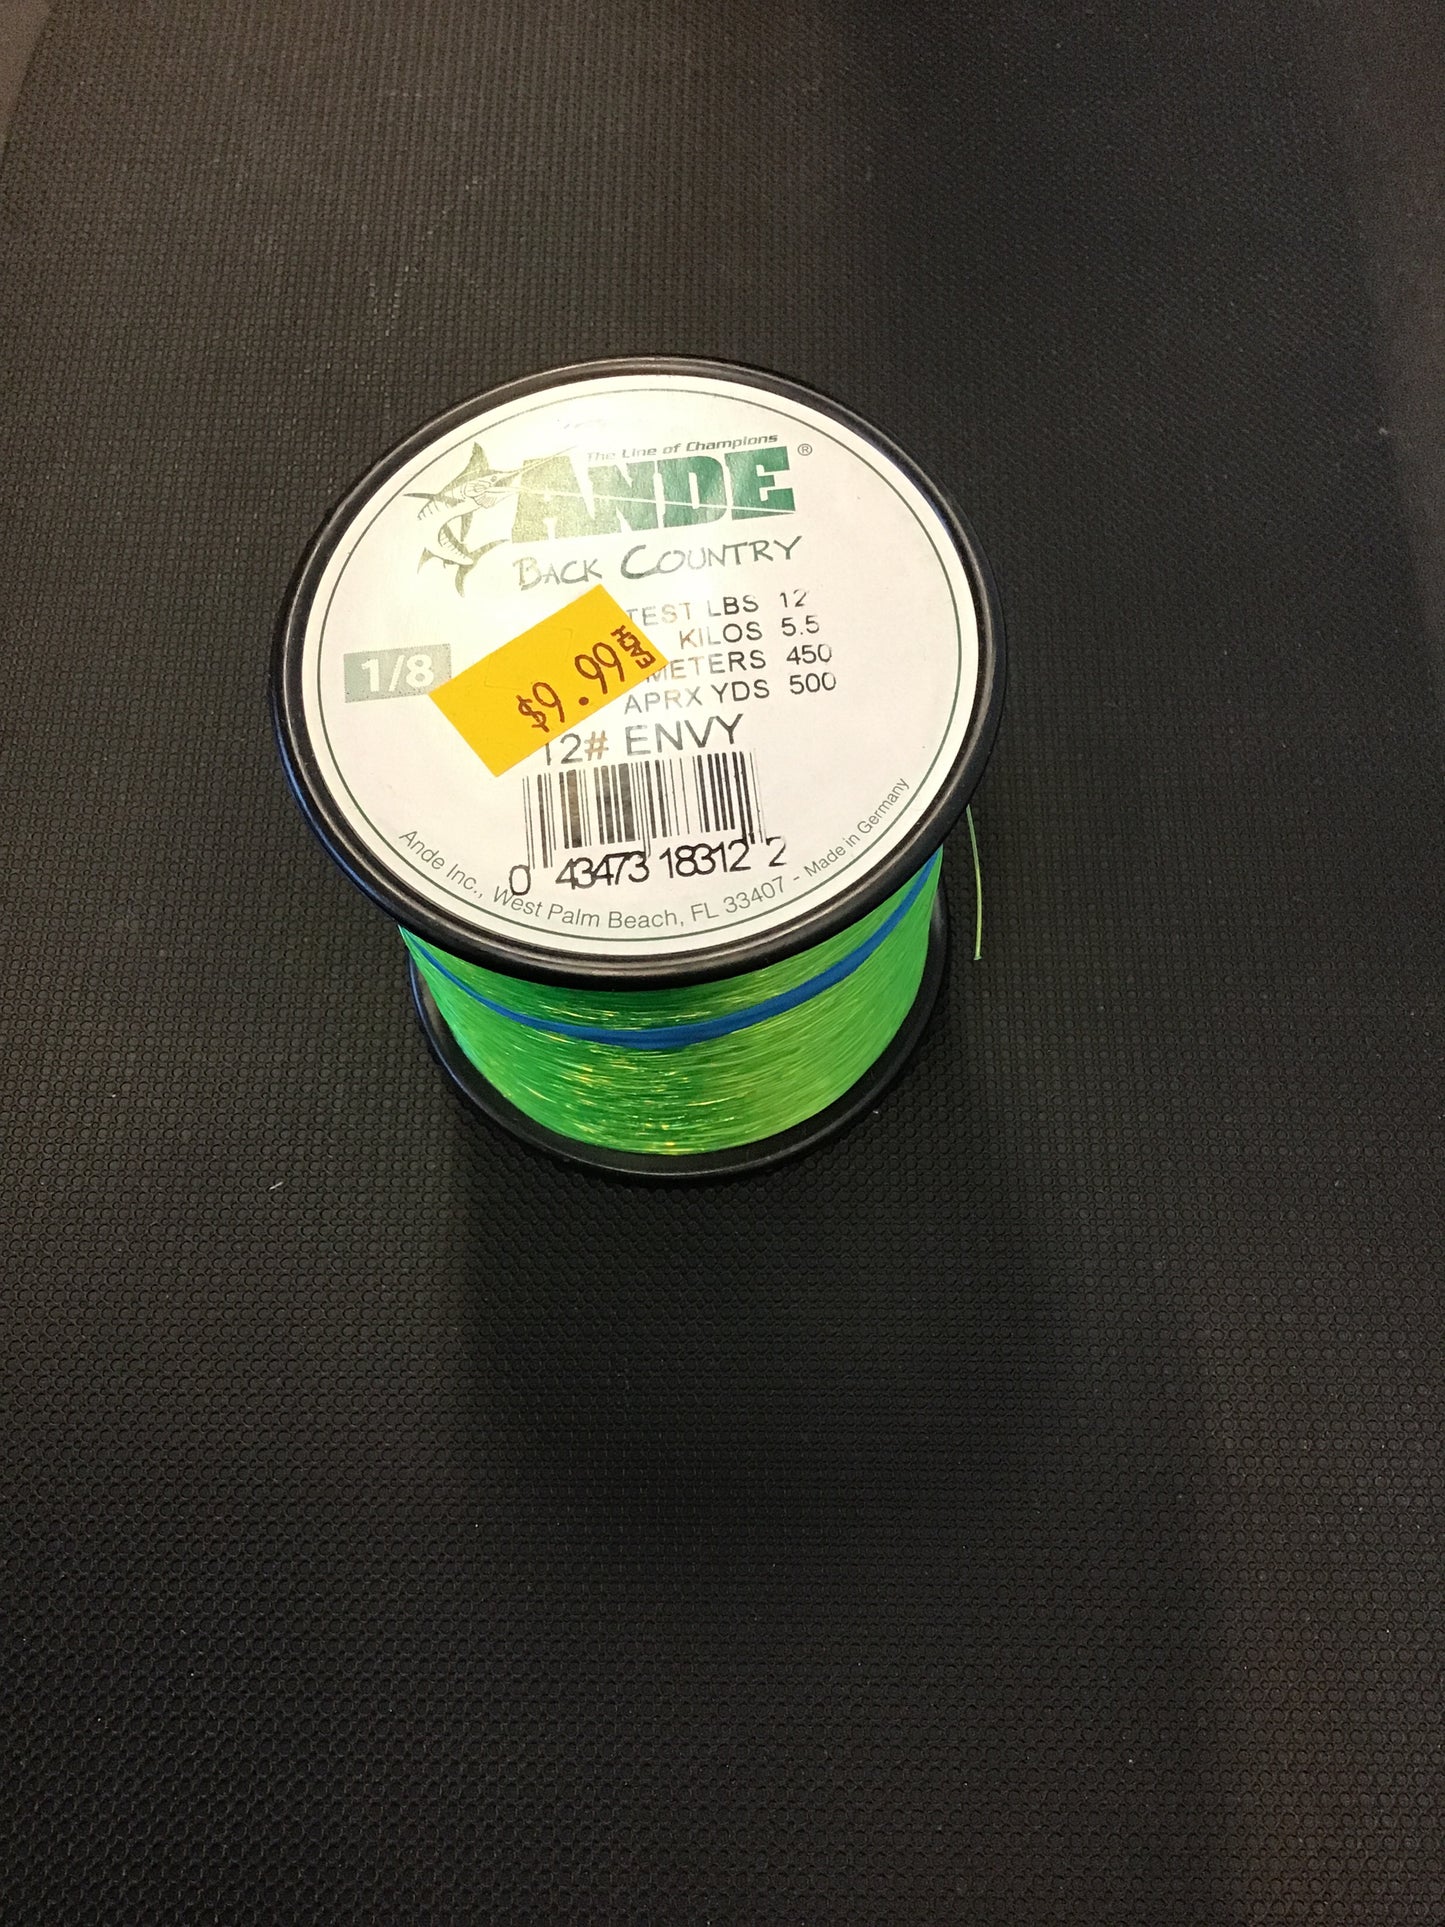 The Line of Champions
ANDE®
BACK COUNTRY
TEST LBS 12
KILOS 5.5
1/8
METERS 450
$9.99 EACH
APRX YDS 500
12# ENVY
0 43473 18312 2
Ande Inc., West Palm Beach, FL 33407 - Made in Germany